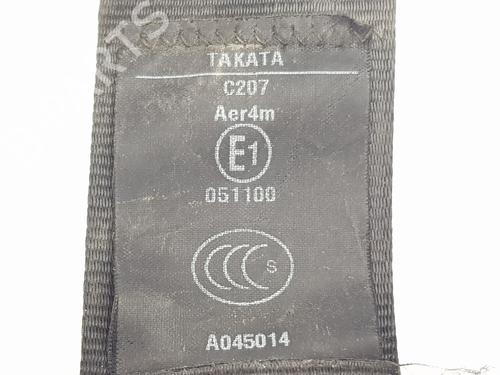 TAKATA
C207
Aer4m
E1
051100
CCC S
A045014